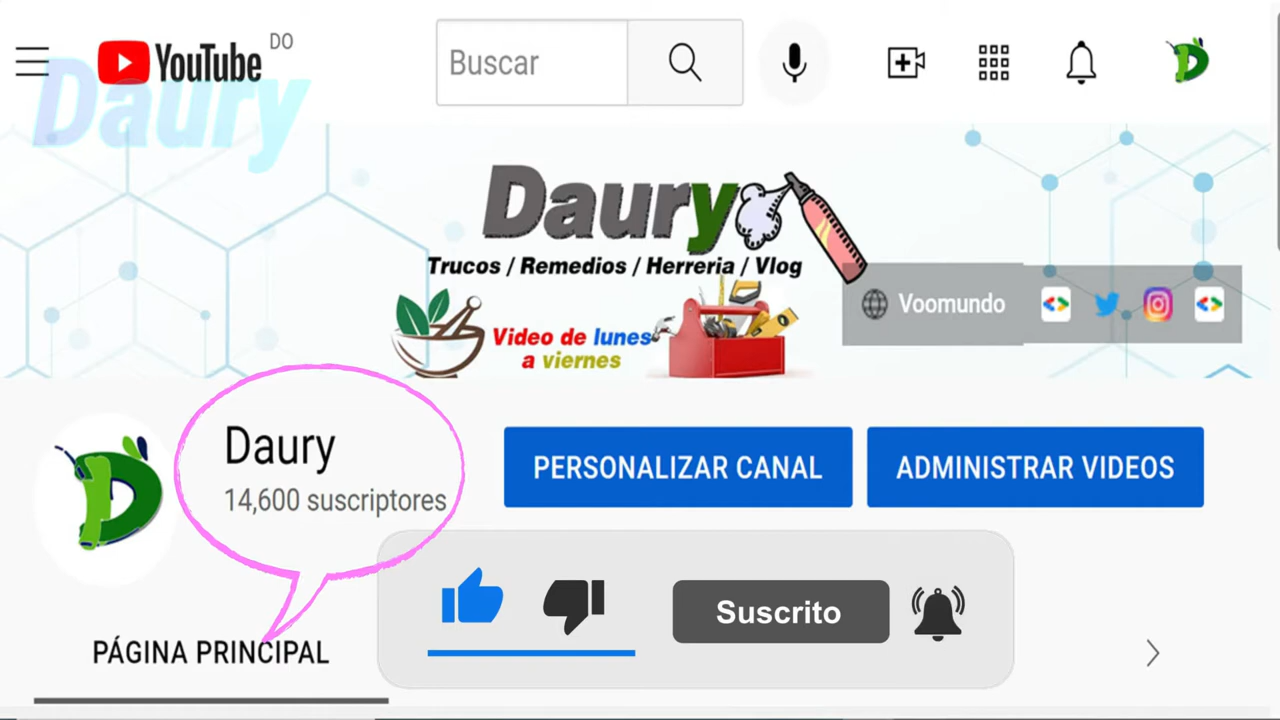 YouTube DO
Buscar
Daury
Daury
Trucos / Remedios / Herreria / Vlog
Voomundo
Video de lunes
a viernes
Daury
14,600 suscriptores
PERSONALIZAR CANAL
ADMINISTRAR VIDEOS
Suscrito
PÁGINA PRINCIPAL